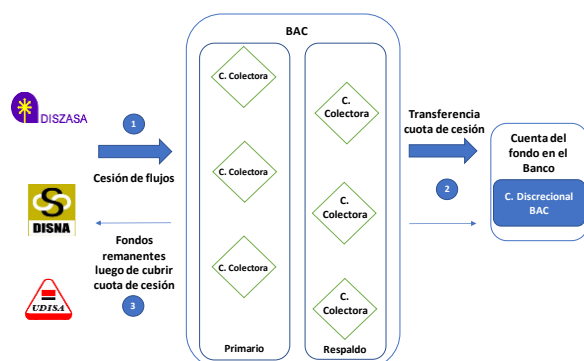 BAC
DISZASA
1
Cesión de flujos
DISNA
Fondos
remanentes
luego de cubrir
cuota de cesión
3
UDISA
C. Colectora
C. Colectora
C. Colectora
Primario
C.
Colectora
C.
Colectora
C.
Colectora
Respaldo
Transferencia
cuota de cesión
2
Cuenta del
fondo en el
Banco
C. Discrecional
BAC